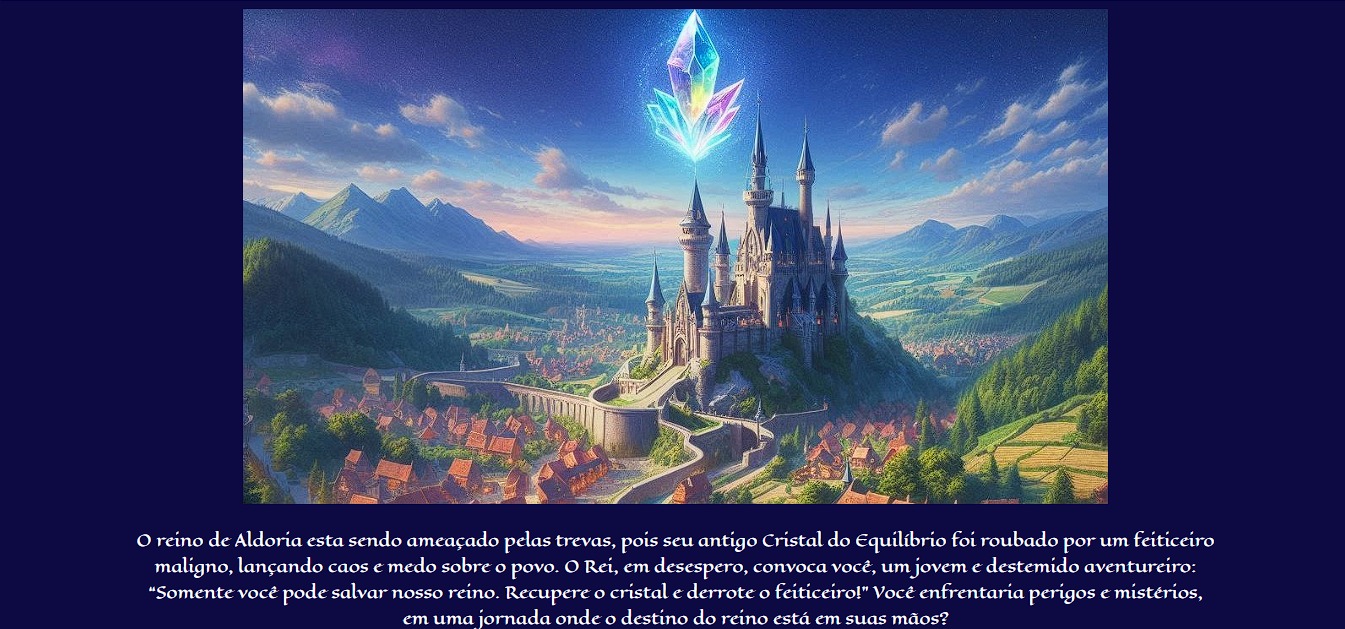 O reino de Aldoria esta sendo ameaçado pelas trevas, pois seu antigo Cristal do Equilíbrio foi roubado por um feiticeiro
maligno, lançando caos e medo sobre o povo. O Rei, em desespero, convoca você, um jovem e destemido aventureiro:
"Somente você pode salvar nosso reino. Recupere o cristal e derrote o feiticeiro!" Você enfrentaria perigos e mistérios,
em uma jornada onde o destino do reino está em suas mãos?